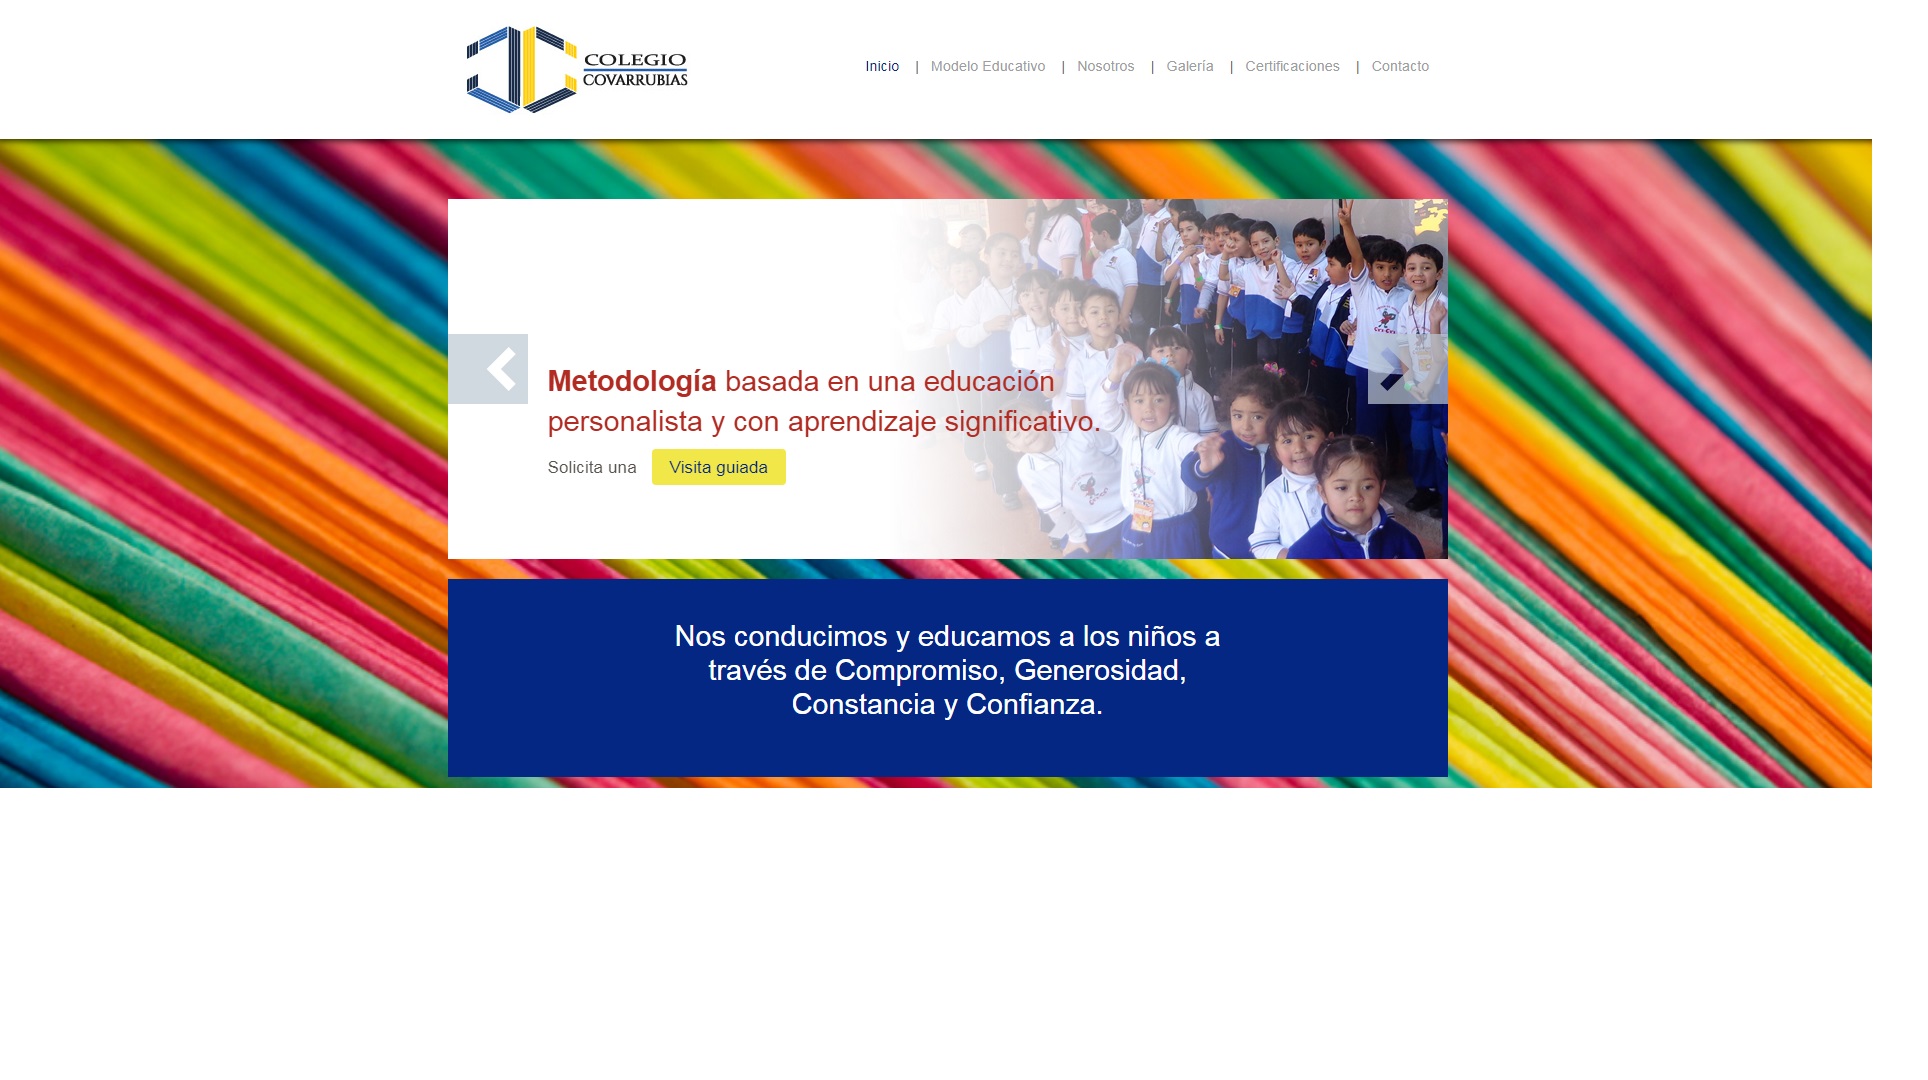 COLEGIO
COVARRUBIAS
Inicio | Modelo Educativo | Nosotros | Galería | Certificaciones | Contacto
Metodología basada en una educación
personalista y con aprendizaje significativo.
Solicita una Visita guiada
Nos conducimos y educamos a los niños a
través de Compromiso, Generosidad,
Constancia y Confianza.